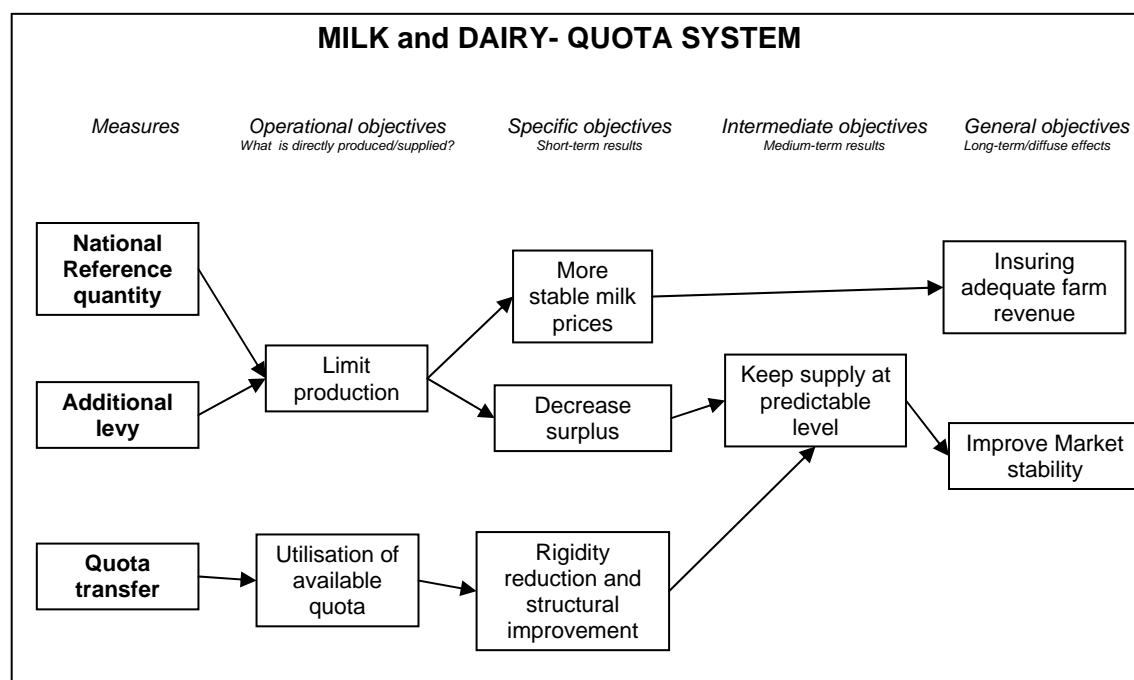 MILK and DAIRY- QUOTA SYSTEM
Measures
Operational objectives
What is directly produced/supplied?
Specific objectives
Short-term results
Intermediate objectives
Medium-term results
General objectives
Long-term/diffuse effects
National
Reference
quantity
More
stable milk
prices
Insuring
adequate farm
revenue
Limit
production
Additional
levy
Decrease
surplus
Keep supply at
predictable
level
Improve Market
stability
Quota
transfer
Utilisation of
available
quota
Rigidity
reduction and
structural
improvement